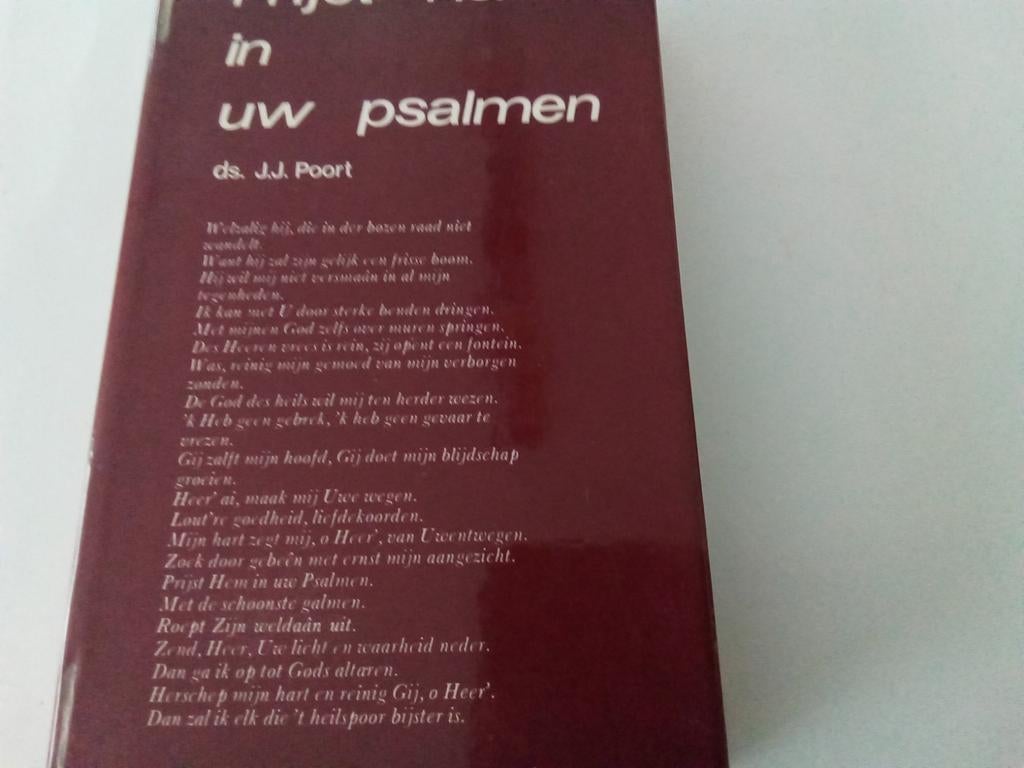 Prijst
in
uw psalmen
ds. J.J. Poort
Welzalig hij, die in der bozen raad niet
wandelt.
Want hij zal zijn gelijk een frisse boom.
Hij wil mij niet versmaân in al mijn
tegenheden.
Ik kan met U door sterke benden dringen.
Met mijnen God zelfs over muren springen.
Des Heeren vrees is rein, zij opent een fontein.
Was, reinig mijn gemoed van mijn verborgen
zonden.
De God des heils wil mij ten herder wezen.
'k Heb geen gebrek, 'k heb geen gevaar te
vrezen.
Gij zalft mijn hoofd, Gij doet mijn blijdschap
groeien.
Heer' ai, maak mij Uwe wegen.
Lout're goedheid, liefdekoorden.
Mijn hart zegt mij, o Heer', van Uwentwegen.
Zoek door gebeên met ernst mijn aangezicht.
Prijst Hem in uw Psalmen.
Met de schoonste galmen.
Roept Zijn weldaân uit.
Zend, Heer, Uw licht en waarheid neder.
Dan ga ik op tot Gods altaren.
Herschep mijn hart en reinig Gij, o Heer'.
Dan zal ik elk die 't heilspoor bijster is.